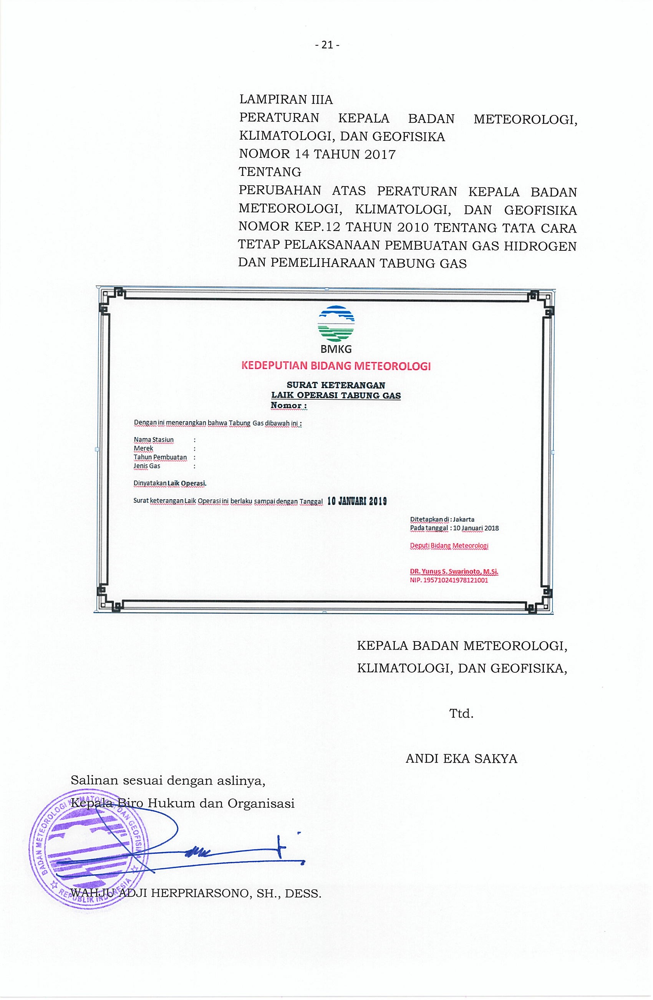 - 21 -
LAMPIRAN IIIA
PERATURAN KEPALA BADAN METEOROLOGI,
KLIMATOLOGI, DAN GEOFISIKA
NOMOR 14 TAHUN 2017
TENTANG
PERUBAHAN ATAS PERATURAN KEPALA BADAN
METEOROLOGI, KLIMATOLOGI, DAN GEOFISIKA
NOMOR KEP.12 TAHUN 2010 TENTANG TATA CARA
TETAP PELAKSANAAN PEMBUATAN GAS HIDROGEN
DAN PEMELIHARAAN TABUNG GAS
BMKG
KEDEPUTIAN BIDANG METEOROLOGI
SURAT KETERANGAN
LAIK OPERASI TABUNG GAS
Nomor :
Dengan ini menerangkan bahwa Tabung Gas dibawah ini :
Nama Stasiun :
Merek :
Tahun Pembuatan :
Jenis Gas :
Dinyatakan Laik Operasi.
Surat keterangan Laik Operasi ini berlaku sampai dengan Tanggal 10 JANUARI 2019
Ditetapkan di : Jakarta
Pada tanggal : 10 Januari 2018
Deputi Bidang Meteorologi
DR. Yunus S. Swarinoto, M.Si.
NIP. 195710241978121001
KEPALA BADAN METEOROLOGI,
KLIMATOLOGI, DAN GEOFISIKA,
Ttd.
ANDI EKA SAKYA
Salinan sesuai dengan aslinya,
Kepala Biro Hukum dan Organisasi
BADAN METEOROLOGI KLIMATOLOGI DAN GEOFISIKA
REPUBLIK INDONESIA
WAHJU ADJI HERPRIARSONO, SH., DESS.